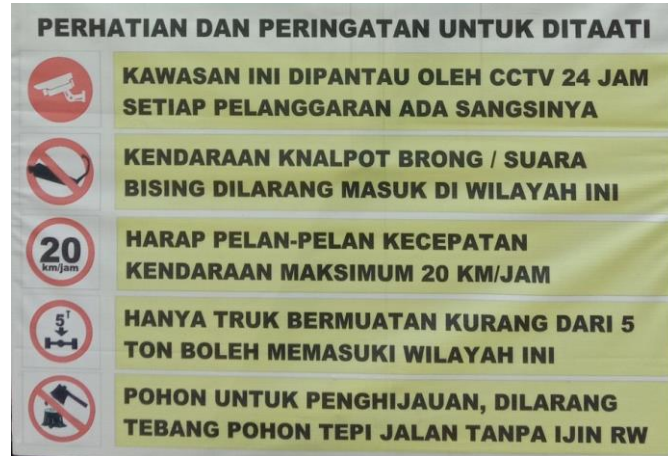 PERHATIAN DAN PERINGATAN UNTUK DITAATI
KAWASAN INI DIPANTAU OLEH CCTV 24 JAM
SETIAP PELANGGARAN ADA SANGSINYA
KENDARAAN KNALPOT BRONG / SUARA
BISING DILARANG MASUK DI WILAYAH INI
20
km/jam
HARAP PELAN-PELAN KECEPATAN
KENDARAAN MAKSIMUM 20 KM/JAM
5T
HANYA TRUK BERMUATAN KURANG DARI 5
TON BOLEH MEMASUKI WILAYAH INI
POHON UNTUK PENGHIJAUAN, DILARANG
TEBANG POHON TEPI JALAN TANPA IJIN RW